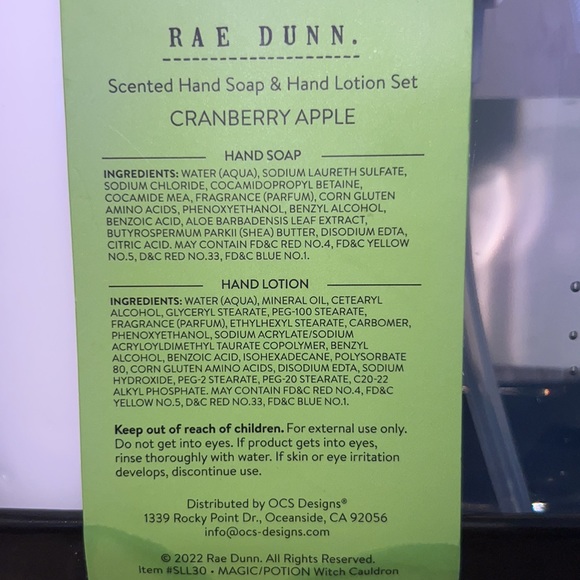 RAE DUNN.
Scented Hand Soap & Hand Lotion Set
CRANBERRY APPLE
HAND SOAP
INGREDIENTS: WATER (AQUA), SODIUM LAURETH SULFATE,
SODIUM CHLORIDE, COCAMIDOPROPYL BETAINE,
COCAMIDE MEA, FRAGRANCE (PARFUM), CORN GLUTEN
AMINO ACIDS, PHENOXYETHANOL, BENZYL ALCOHOL,
BENZOIC ACID, ALOE BARBADENSIS LEAF EXTRACT,
BUTYROSPERMUM PARKII (SHEA) BUTTER, DISODIUM EDTA,
CITRIC ACID. MAY CONTAIN FD&C RED NO.4, FD&C YELLOW
NO.5, D&C RED NO.33, FD&C BLUE NO.1.
HAND LOTION
INGREDIENTS: WATER (AQUA), MINERAL OIL, CETEARYL
ALCOHOL, GLYCERYL STEARATE, PEG-100 STEARATE,
FRAGRANCE (PARFUM), ETHYLHEXYL STEARATE, CARBOMER,
PHENOXYETHANOL, SODIUM ACRYLATE/SODIUM
ACRYLOYLDIMETHYL TAURATE COPOLYMER, BENZYL
ALCOHOL, BENZOIC ACID, ISOHEXADECANE, POLYSORBATE
80, CORN GLUTEN AMINO ACIDS, DISODIUM EDTA, SODIUM
HYDROXIDE, PEG-2 STEARATE, PEG-20 STEARATE, C20-22
ALKYL PHOSPHATE. MAY CONTAIN FD&C RED NO.4, FD&C
YELLOW NO.5, D&C RED NO.33, FD&C BLUE NO.1.
Keep out of reach of children. For external use only.
Do not get into eyes. If product gets into eyes,
rinse thoroughly with water. If skin or eye irritation
develops, discontinue use.
Distributed by OCS Designs®
1339 Rocky Point Dr., Oceanside, CA 92056
info@ocs-designs.com
© 2022 Rae Dunn. All Rights Reserved.
Item #SLL30 • MAGIC/POTION Witch Cauldron